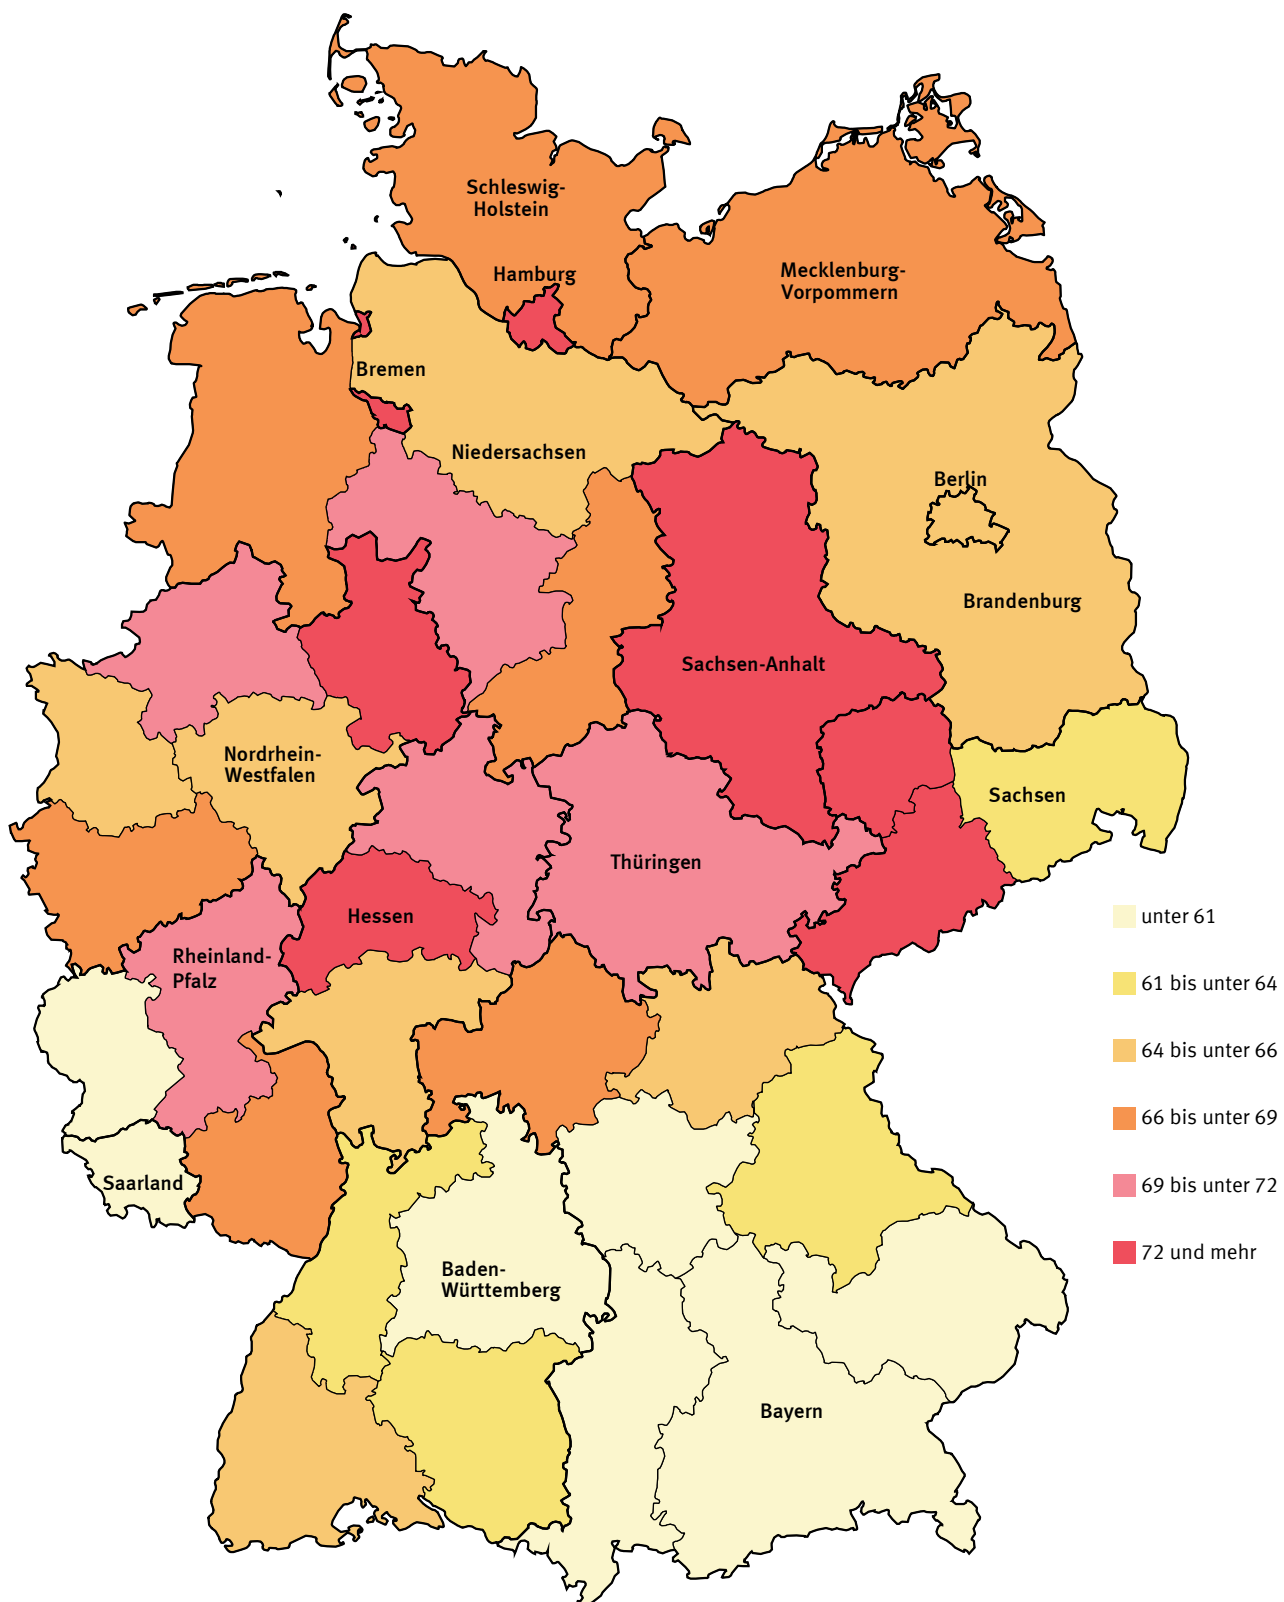 Schleswig-
Holstein
Hamburg
Mecklenburg-
Vorpommern
Bremen
Niedersachsen
Berlin
Brandenburg
Sachsen-Anhalt
Nordrhein-
Westfalen
Sachsen
Thüringen
Hessen
Rheinland-
Pfalz
Saarland
Baden-
Württemberg
Bayern
unter 61
61 bis unter 64
64 bis unter 66
66 bis unter 69
69 bis unter 72
72 und mehr